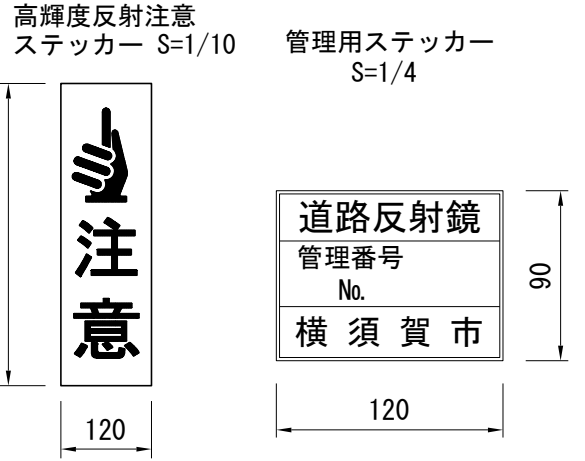 高輝度反射注意
ステッカー S=1/10
注意
120
管理用ステッカー
S=1/4
道路反射鏡
管理番号
No.
横須賀市
90
120